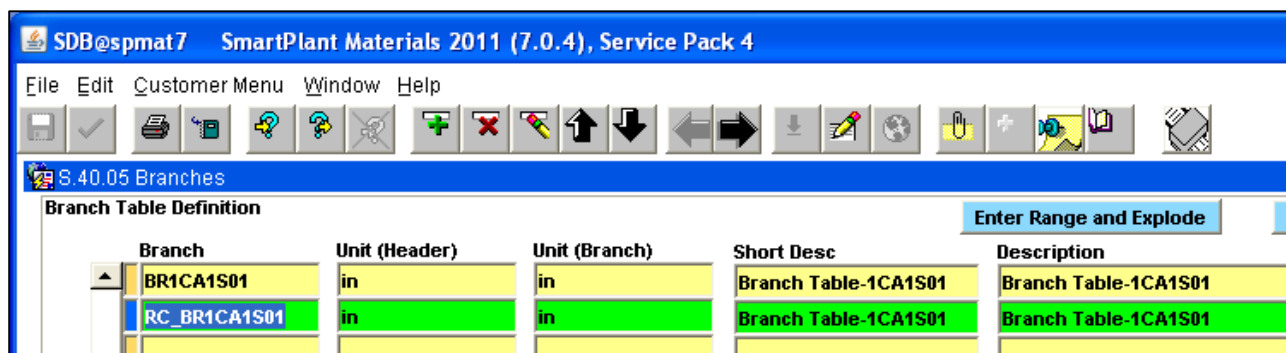 SDB@spmat7 SmartPlant Materials 2011 (7.0.4), Service Pack 4
File Edit Customer Menu Window Help
S.40.05 Branches
Branch Table Definition
Enter Range and Explode
Branch Unit (Header) Unit (Branch) Short Desc Description
BR1CA1S01 in in Branch Table-1CA1S01 Branch Table-1CA1S01
RC_BR1CA1S01 in in Branch Table-1CA1S01 Branch Table-1CA1S01